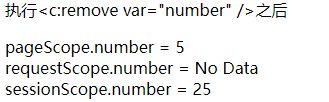 执行<c:remove var="number" />之后
pageScope.number = 5
requestScope.number = No Data
sessionScope.number = 25